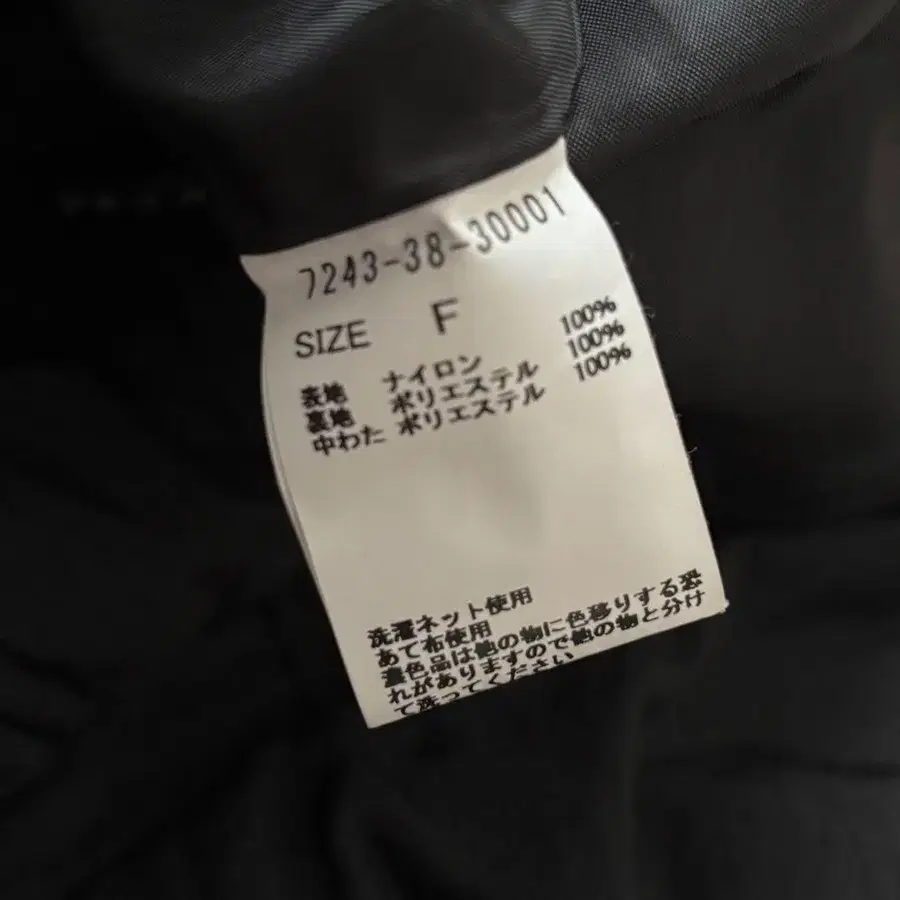 7243-38-30001
SIZE F
表地 ナイロン 100%
裏地 ポリエステル 100%
中わた ポリエステル 100%
洗濯ネット使用
あて布使用
濃色品は他の物に色移りする恐
れがありますので他の物と分け
て洗ってください